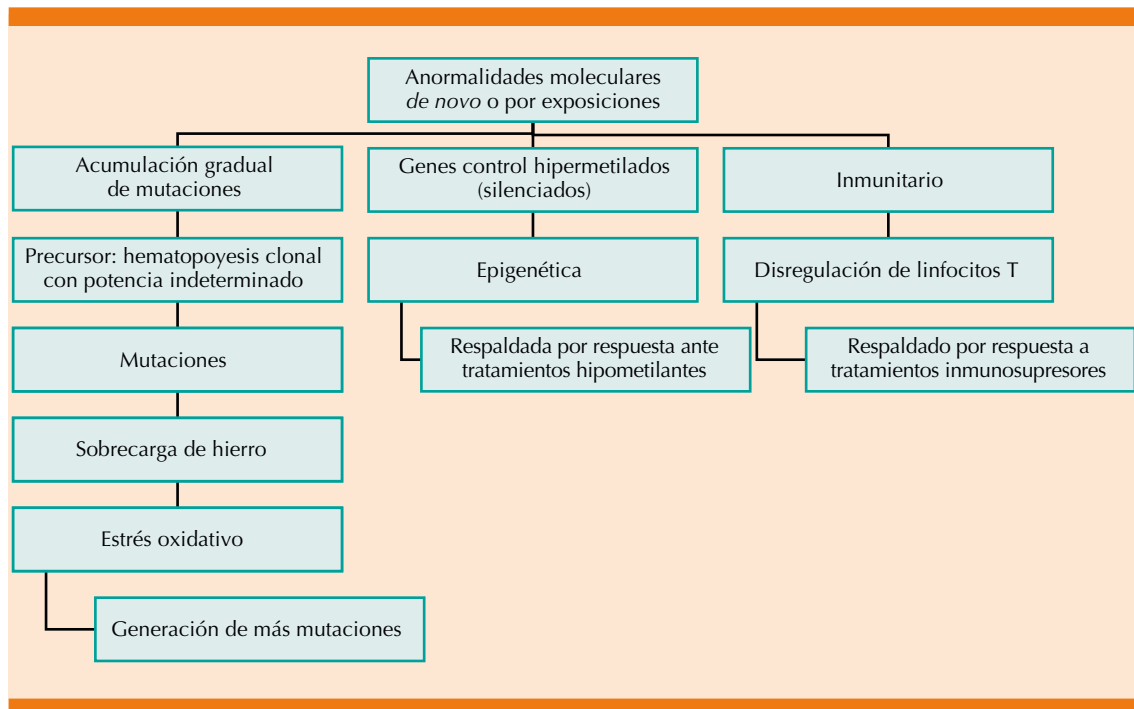 Anormalidades moleculares
de novo o por exposiciones
Acumulación gradual
de mutaciones
Genes control hipermetilados
(silenciados)
Inmunitario
Precursor: hematopoyesis clonal
con potencia indeterminado
Epigenética
Disregulación de linfocitos T
Mutaciones
Respaldada por respuesta ante
tratamientos hipometilantes
Respaldado por respuesta a
tratamientos inmunosupresores
Sobrecarga de hierro
Estrés oxidativo
Generación de más mutaciones